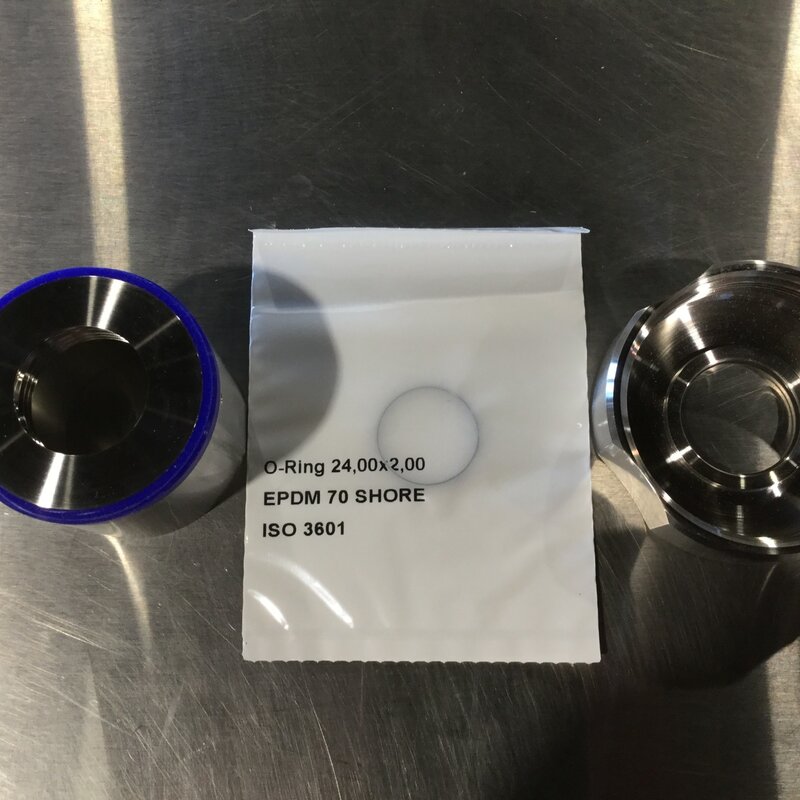 O-Ring 24,00x2,00
EPDM 70 SHORE
ISO 3601